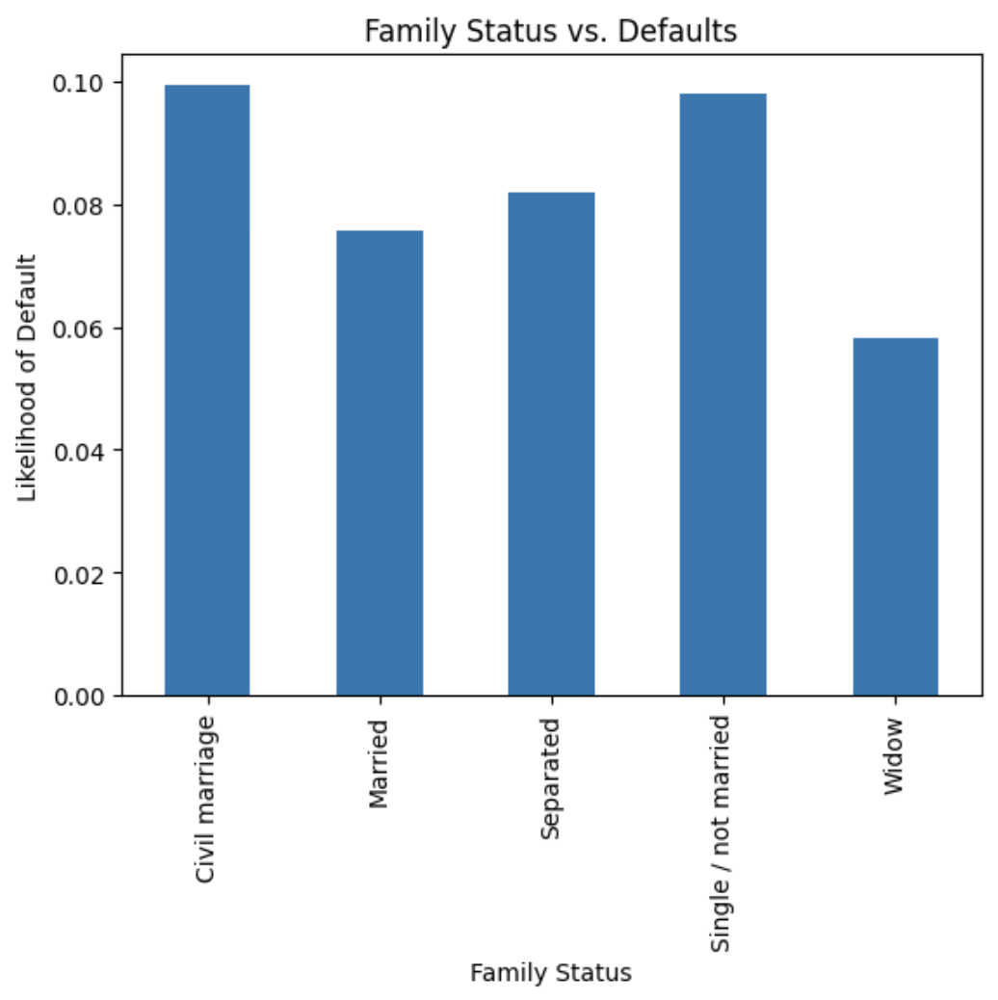 Family Status vs. Defaults
Likelihood of Default
0.10
0.08
0.06
0.04
0.02
0.00
Civil marriage
Married
Separated
Single / not married
Widow
Family Status